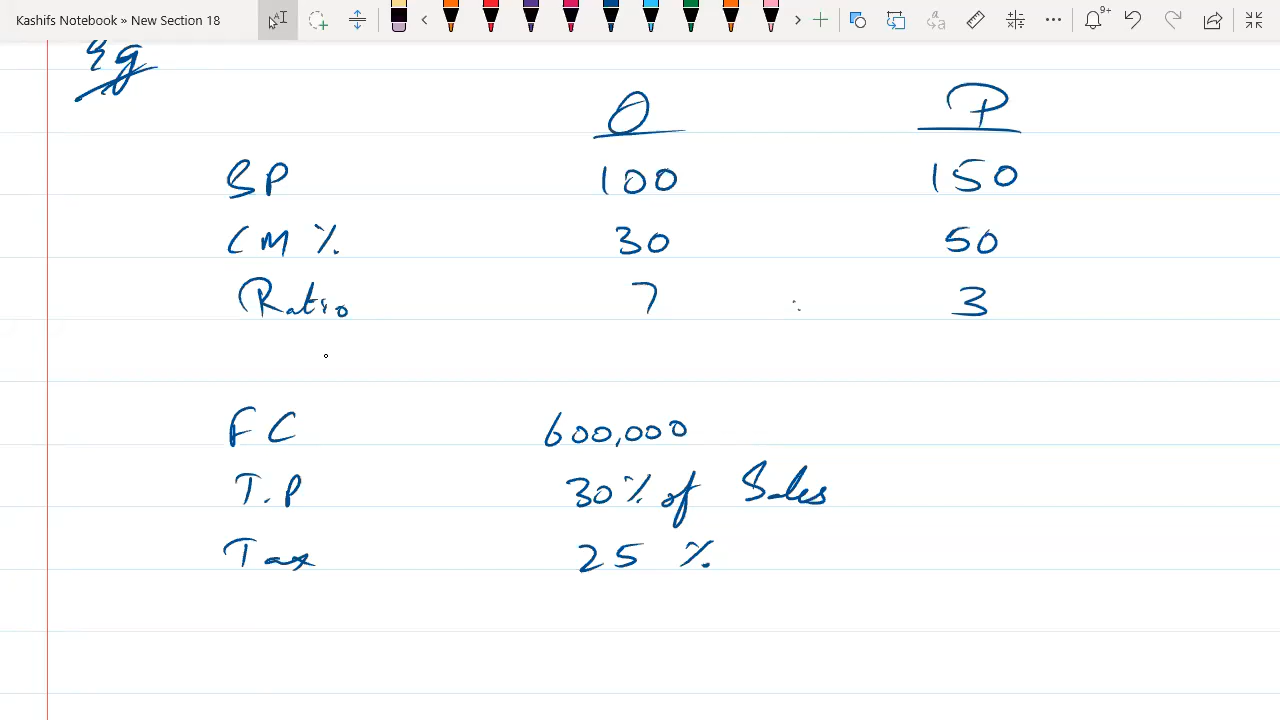 Kashifs Notebook » New Section 18
9+
Eg
O P
SP 100 150
CM % 30 50
Ratio 7 : 3
FC 600,000
T.P 30% of Sales
Tax 25 %